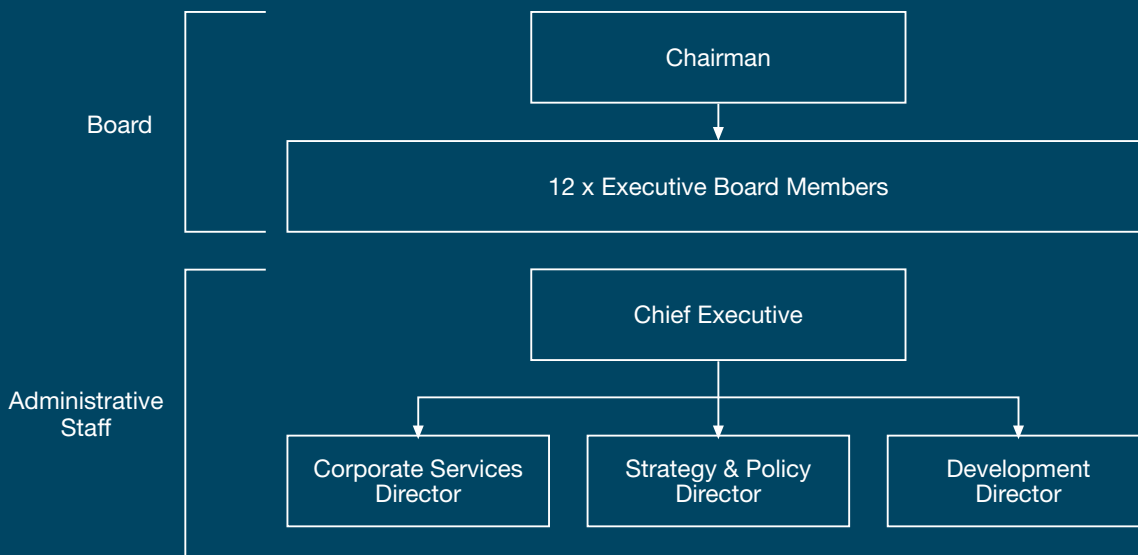 Chairman
Board
12 x Executive Board Members
Chief Executive
Administrative
Staff
Corporate Services
Director
Strategy & Policy
Director
Development
Director